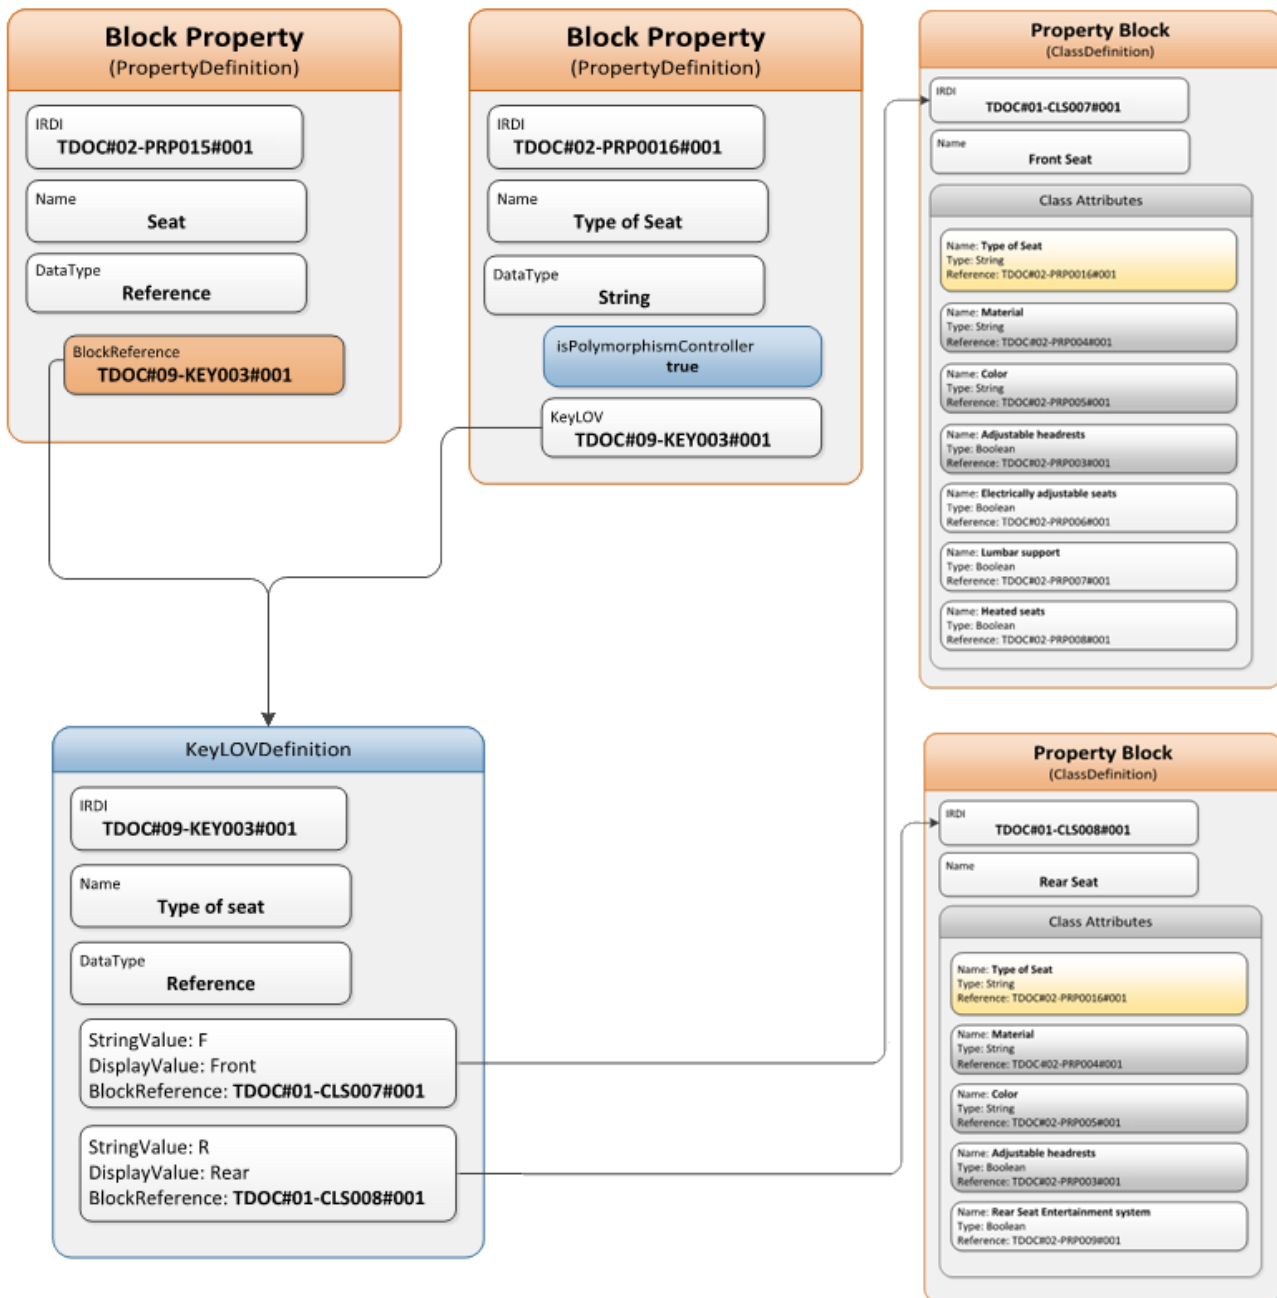 Block Property
(PropertyDefinition)
IRDI
TDOC#02-PRP015#001
Name
Seat
DataType
Reference
BlockReference
TDOC#09-KEY003#001
Block Property
(PropertyDefinition)
IRDI
TDOC#02-PRP0016#001
Name
Type of Seat
DataType
String
isPolymorphismController
true
KeyLOV
TDOC#09-KEY003#001
KeyLOVDefinition
IRDI
TDOC#09-KEY003#001
Name
Type of seat
DataType
Reference
StringValue: F
DisplayValue: Front
BlockReference: TDOC#01-CLS007#001
StringValue: R
DisplayValue: Rear
BlockReference: TDOC#01-CLS008#001
Property Block
(ClassDefinition)
IRDI
TDOC#01-CLS007#001
Name
Front Seat
Class Attributes
Name: Type of Seat
Type: String
Reference: TDOC#02-PRP0016#001
Name: Material
Type: String
Reference: TDOC#02-PRP004#001
Name: Color
Type: String
Reference: TDOC#02-PRP005#001
Name: Adjustable headrests
Type: Boolean
Reference: TDOC#02-PRP003#001
Name: Electrically adjustable seats
Type: Boolean
Reference: TDOC#02-PRP006#001
Name: Lumbar support
Type: Boolean
Reference: TDOC#02-PRP007#001
Name: Heated seats
Type: Boolean
Reference: TDOC#02-PRP008#001
Property Block
(ClassDefinition)
IRDI
TDOC#01-CLS008#001
Name
Rear Seat
Class Attributes
Name: Type of Seat
Type: String
Reference: TDOC#02-PRP0016#001
Name: Material
Type: String
Reference: TDOC#02-PRP004#001
Name: Color
Type: String
Reference: TDOC#02-PRP005#001
Name: Adjustable headrests
Type: Boolean
Reference: TDOC#02-PRP003#001
Name: Rear Seat Entertainment system
Type: Boolean
Reference: TDOC#02-PRP009#001